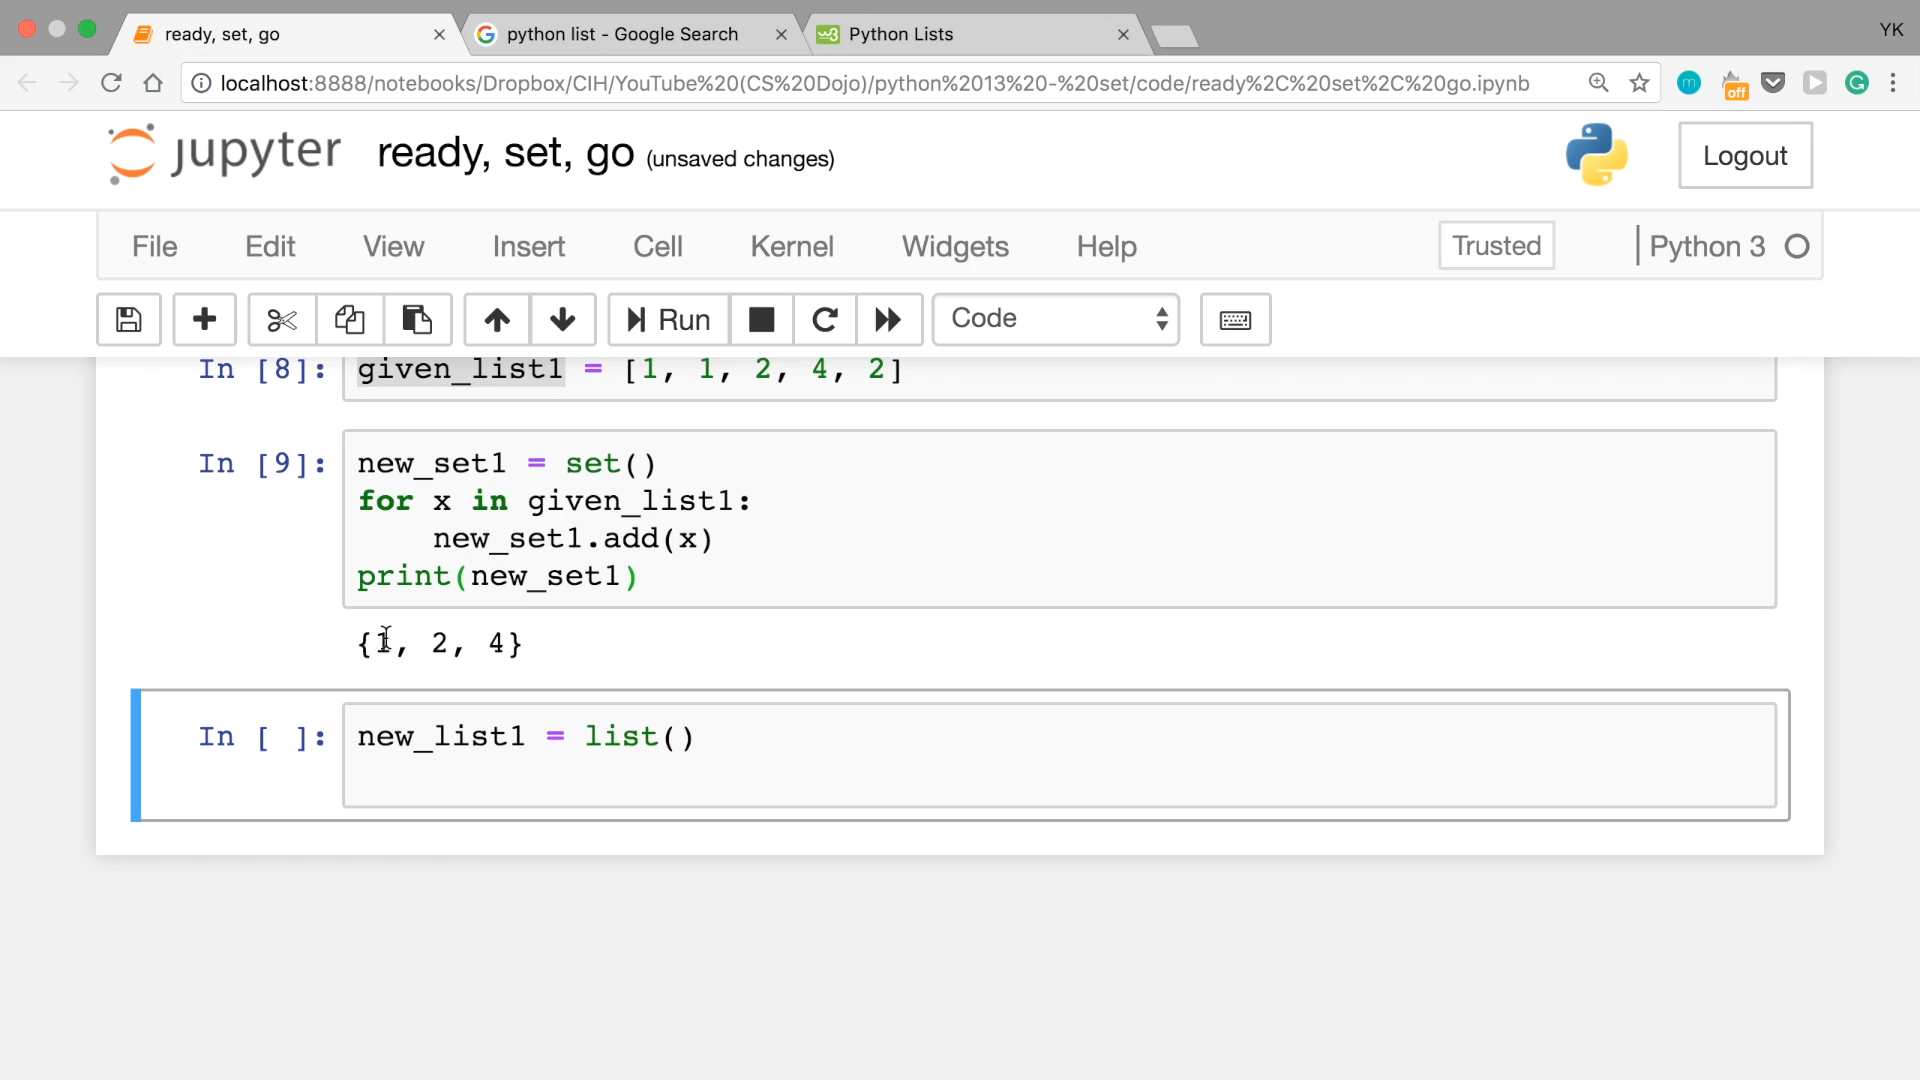 ready, set, go
python list - Google Search
Python Lists
YK
localhost:8888/notebooks/Dropbox/CIH/YouTube%20(CS%20Dojo)/python%2013%20-%20set/code/ready%2C%20set%2C%20go.ipynb
off
jupyter ready, set, go (unsaved changes)
Logout
File Edit View Insert Cell Kernel Widgets Help Trusted Python 3
Run Code
In [8]: given_list1 = [1, 1, 2, 4, 2]
In [9]: new_set1 = set()
for x in given_list1:
    new_set1.add(x)
print(new_set1)
{1, 2, 4}
In [ ]: new_list1 = list()